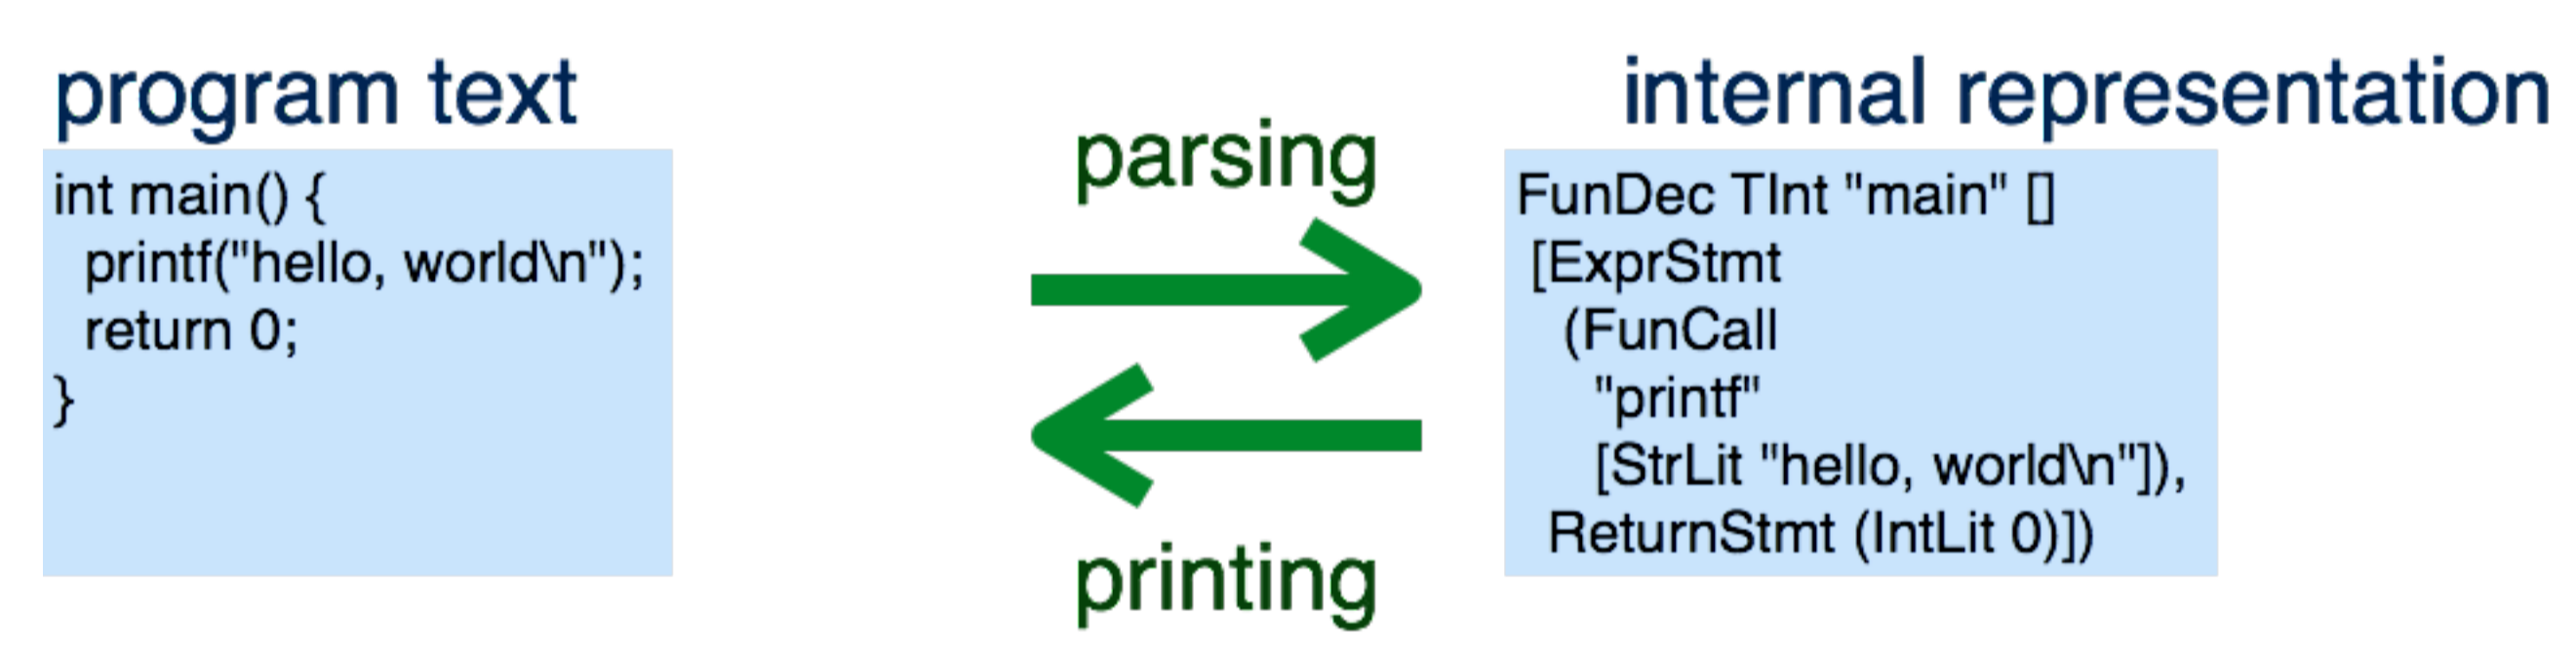 program text
int main() {
printf("hello, world\n");
return 0;
}
parsing
printing
internal representation
FunDec TInt "main" []
[ExprStmt
(FunCall
"printf"
[StrLit "hello, world\n"]),
ReturnStmt (IntLit 0)])